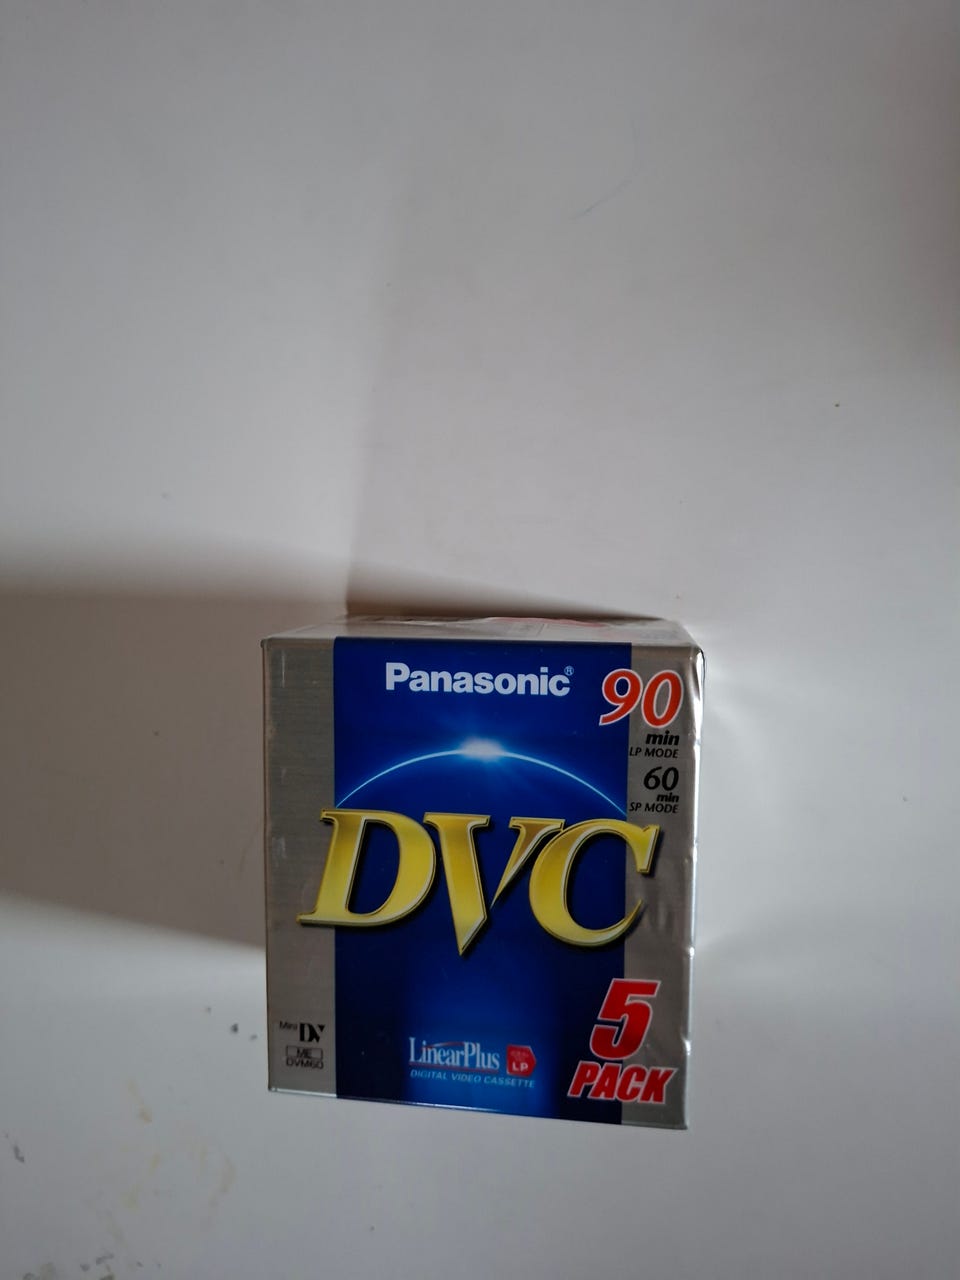 Panasonic®
90
min
LP MODE
60
min
SP MODE
DVC
5
PACK
Mini DV
ME
DVM60
LinearPlus
DIGITAL VIDEO CASSETTE
LP